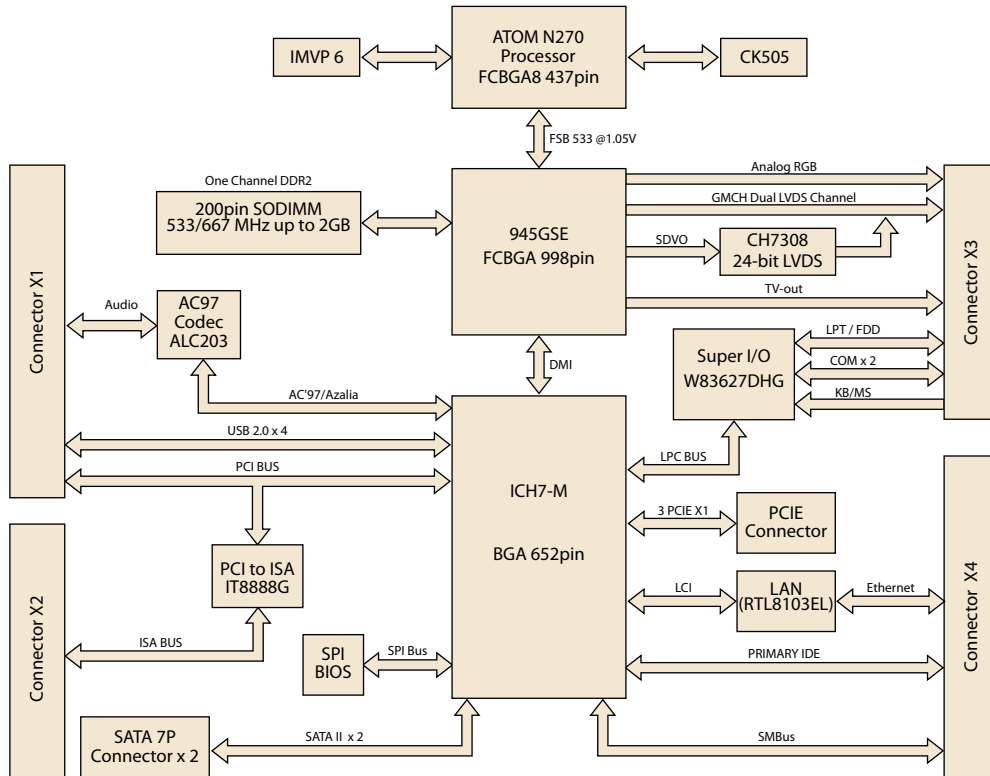 ATOM N270
Processor
FCBGA8 437pin
IMVP 6
CK505
FSB 533 @1.05V
One Channel DDR2
200pin SODIMM
533/667 MHz up to 2GB
945GSE
FCBGA 998pin
Analog RGB
GMCH Dual LVDS Channel
SDVO
CH7308
24-bit LVDS
TV-out
Connector X1
Connector X3
Audio
AC97
Codec
ALC203
Super I/O
W83627DHG
LPT / FDD
COM x 2
KB/MS
DMI
AC'97/Azalia
USB 2.0 x 4
PCI BUS
LPC BUS
ICH7-M
BGA 652pin
3 PCIE X1
PCIE
Connector
PCI to ISA
IT8888G
LCI
LAN
(RTL8103EL)
Ethernet
Connector X2
Connector X4
ISA BUS
SPI
BIOS
SPI Bus
PRIMARY IDE
SATA 7P
Connector x 2
SATA II x 2
SMBus